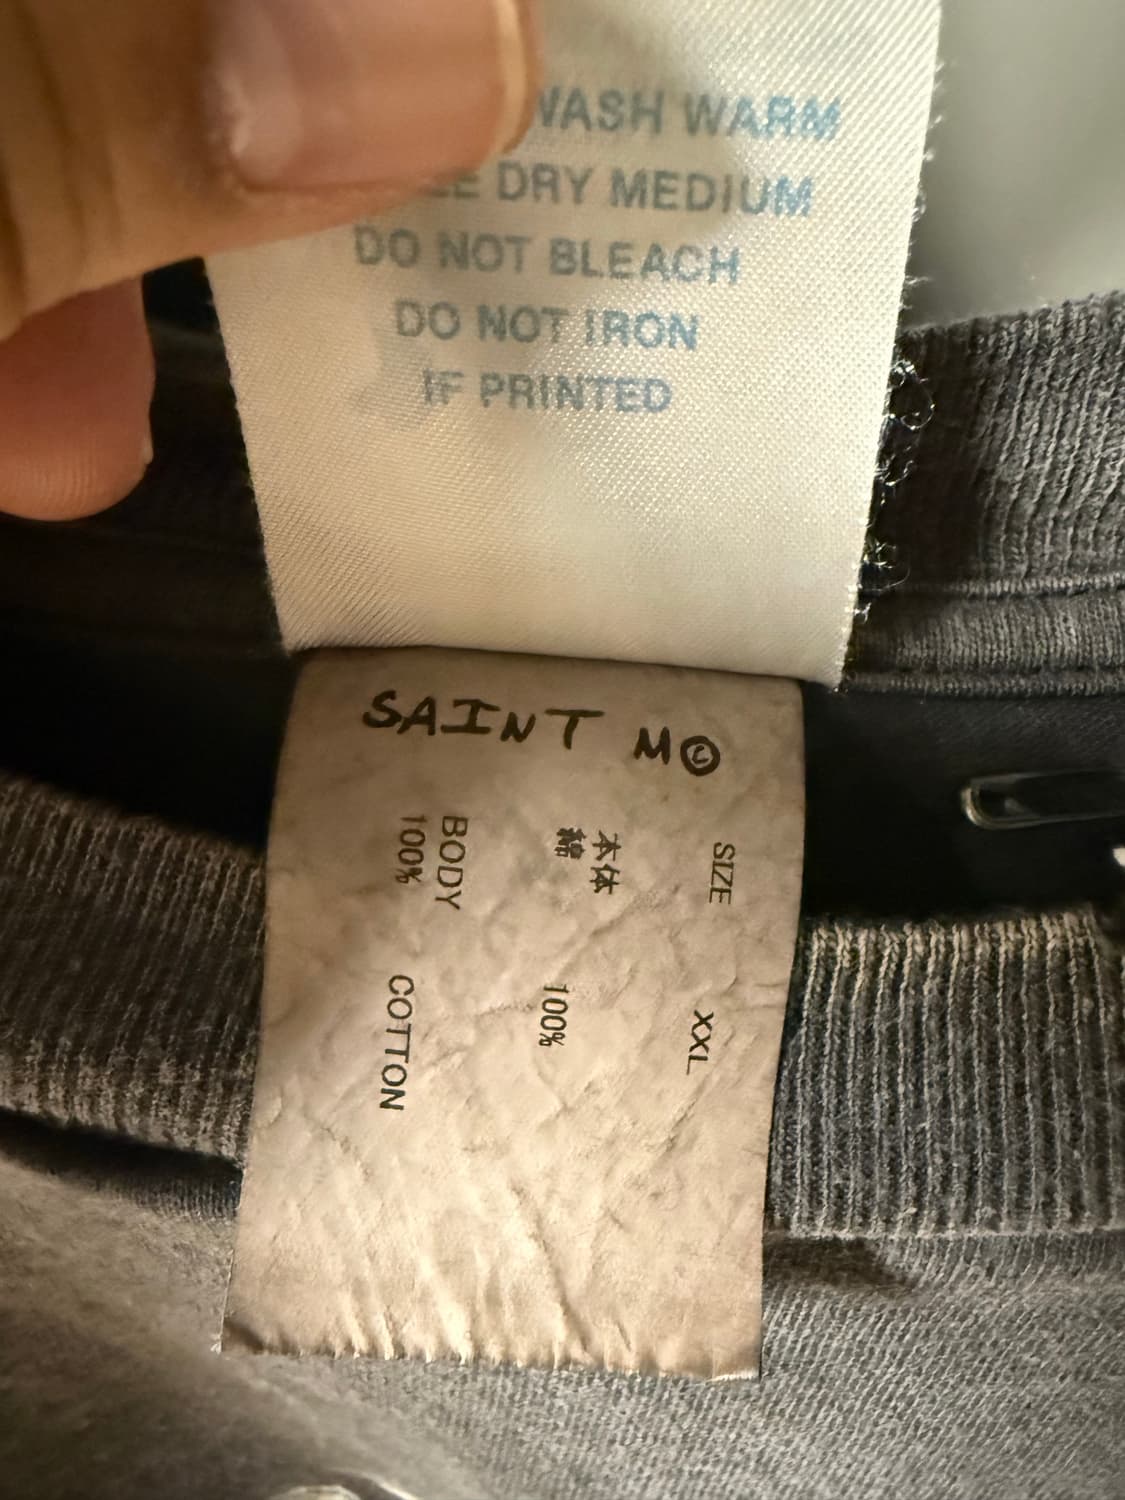 WASH WARM
DRY MEDIUM
DO NOT BLEACH
DO NOT IRON
IF PRINTED
SAINT M©
SIZE XXL
本体
綿 100%
BODY
100% COTTON